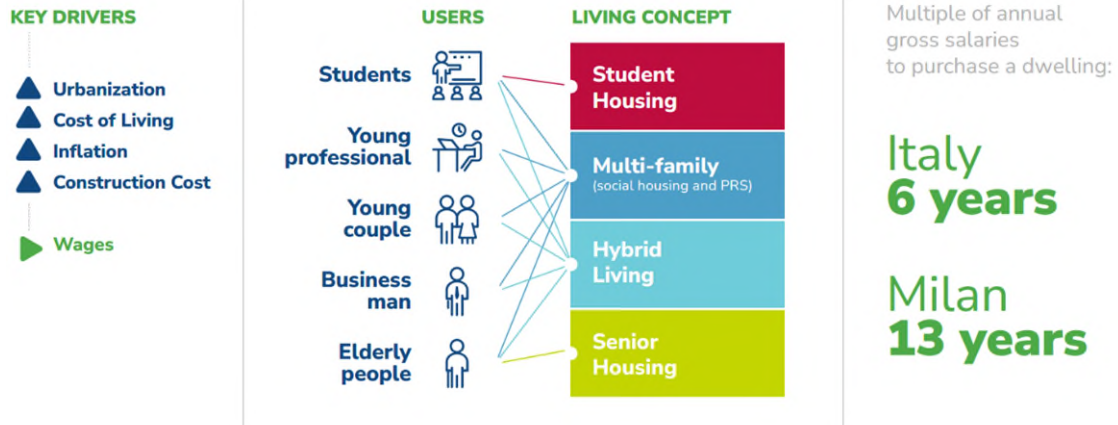 KEY DRIVERS
Urbanization
Cost of Living
Inflation
Construction Cost
Wages
USERS
Students
Young
professional
Young
couple
Business
man
Elderly
people
LIVING CONCEPT
Student
Housing
Multi-family
(social housing and PRS)
Hybrid
Living
Senior
Housing
Multiple of annual
gross salaries
to purchase a dwelling:
Italy
6 years
Milan
13 years